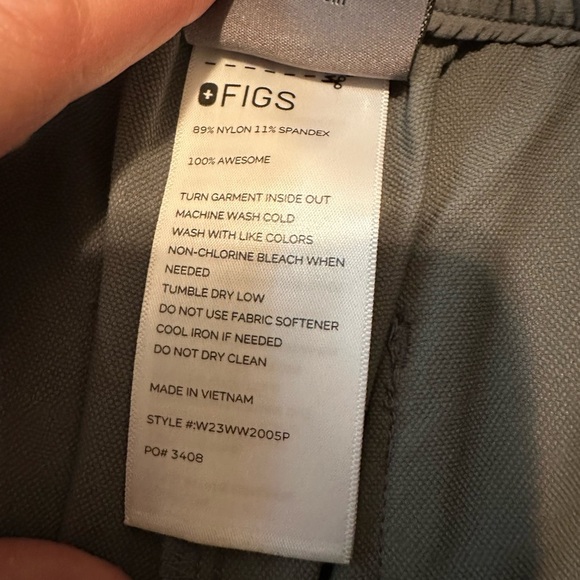 FIGS
89% NYLON 11% SPANDEX
100% AWESOME
TURN GARMENT INSIDE OUT
MACHINE WASH COLD
WASH WITH LIKE COLORS
NON-CHLORINE BLEACH WHEN
NEEDED
TUMBLE DRY LOW
DO NOT USE FABRIC SOFTENER
COOL IRON IF NEEDED
DO NOT DRY CLEAN
MADE IN VIETNAM
STYLE #:W23WW2005P
PO# 3408